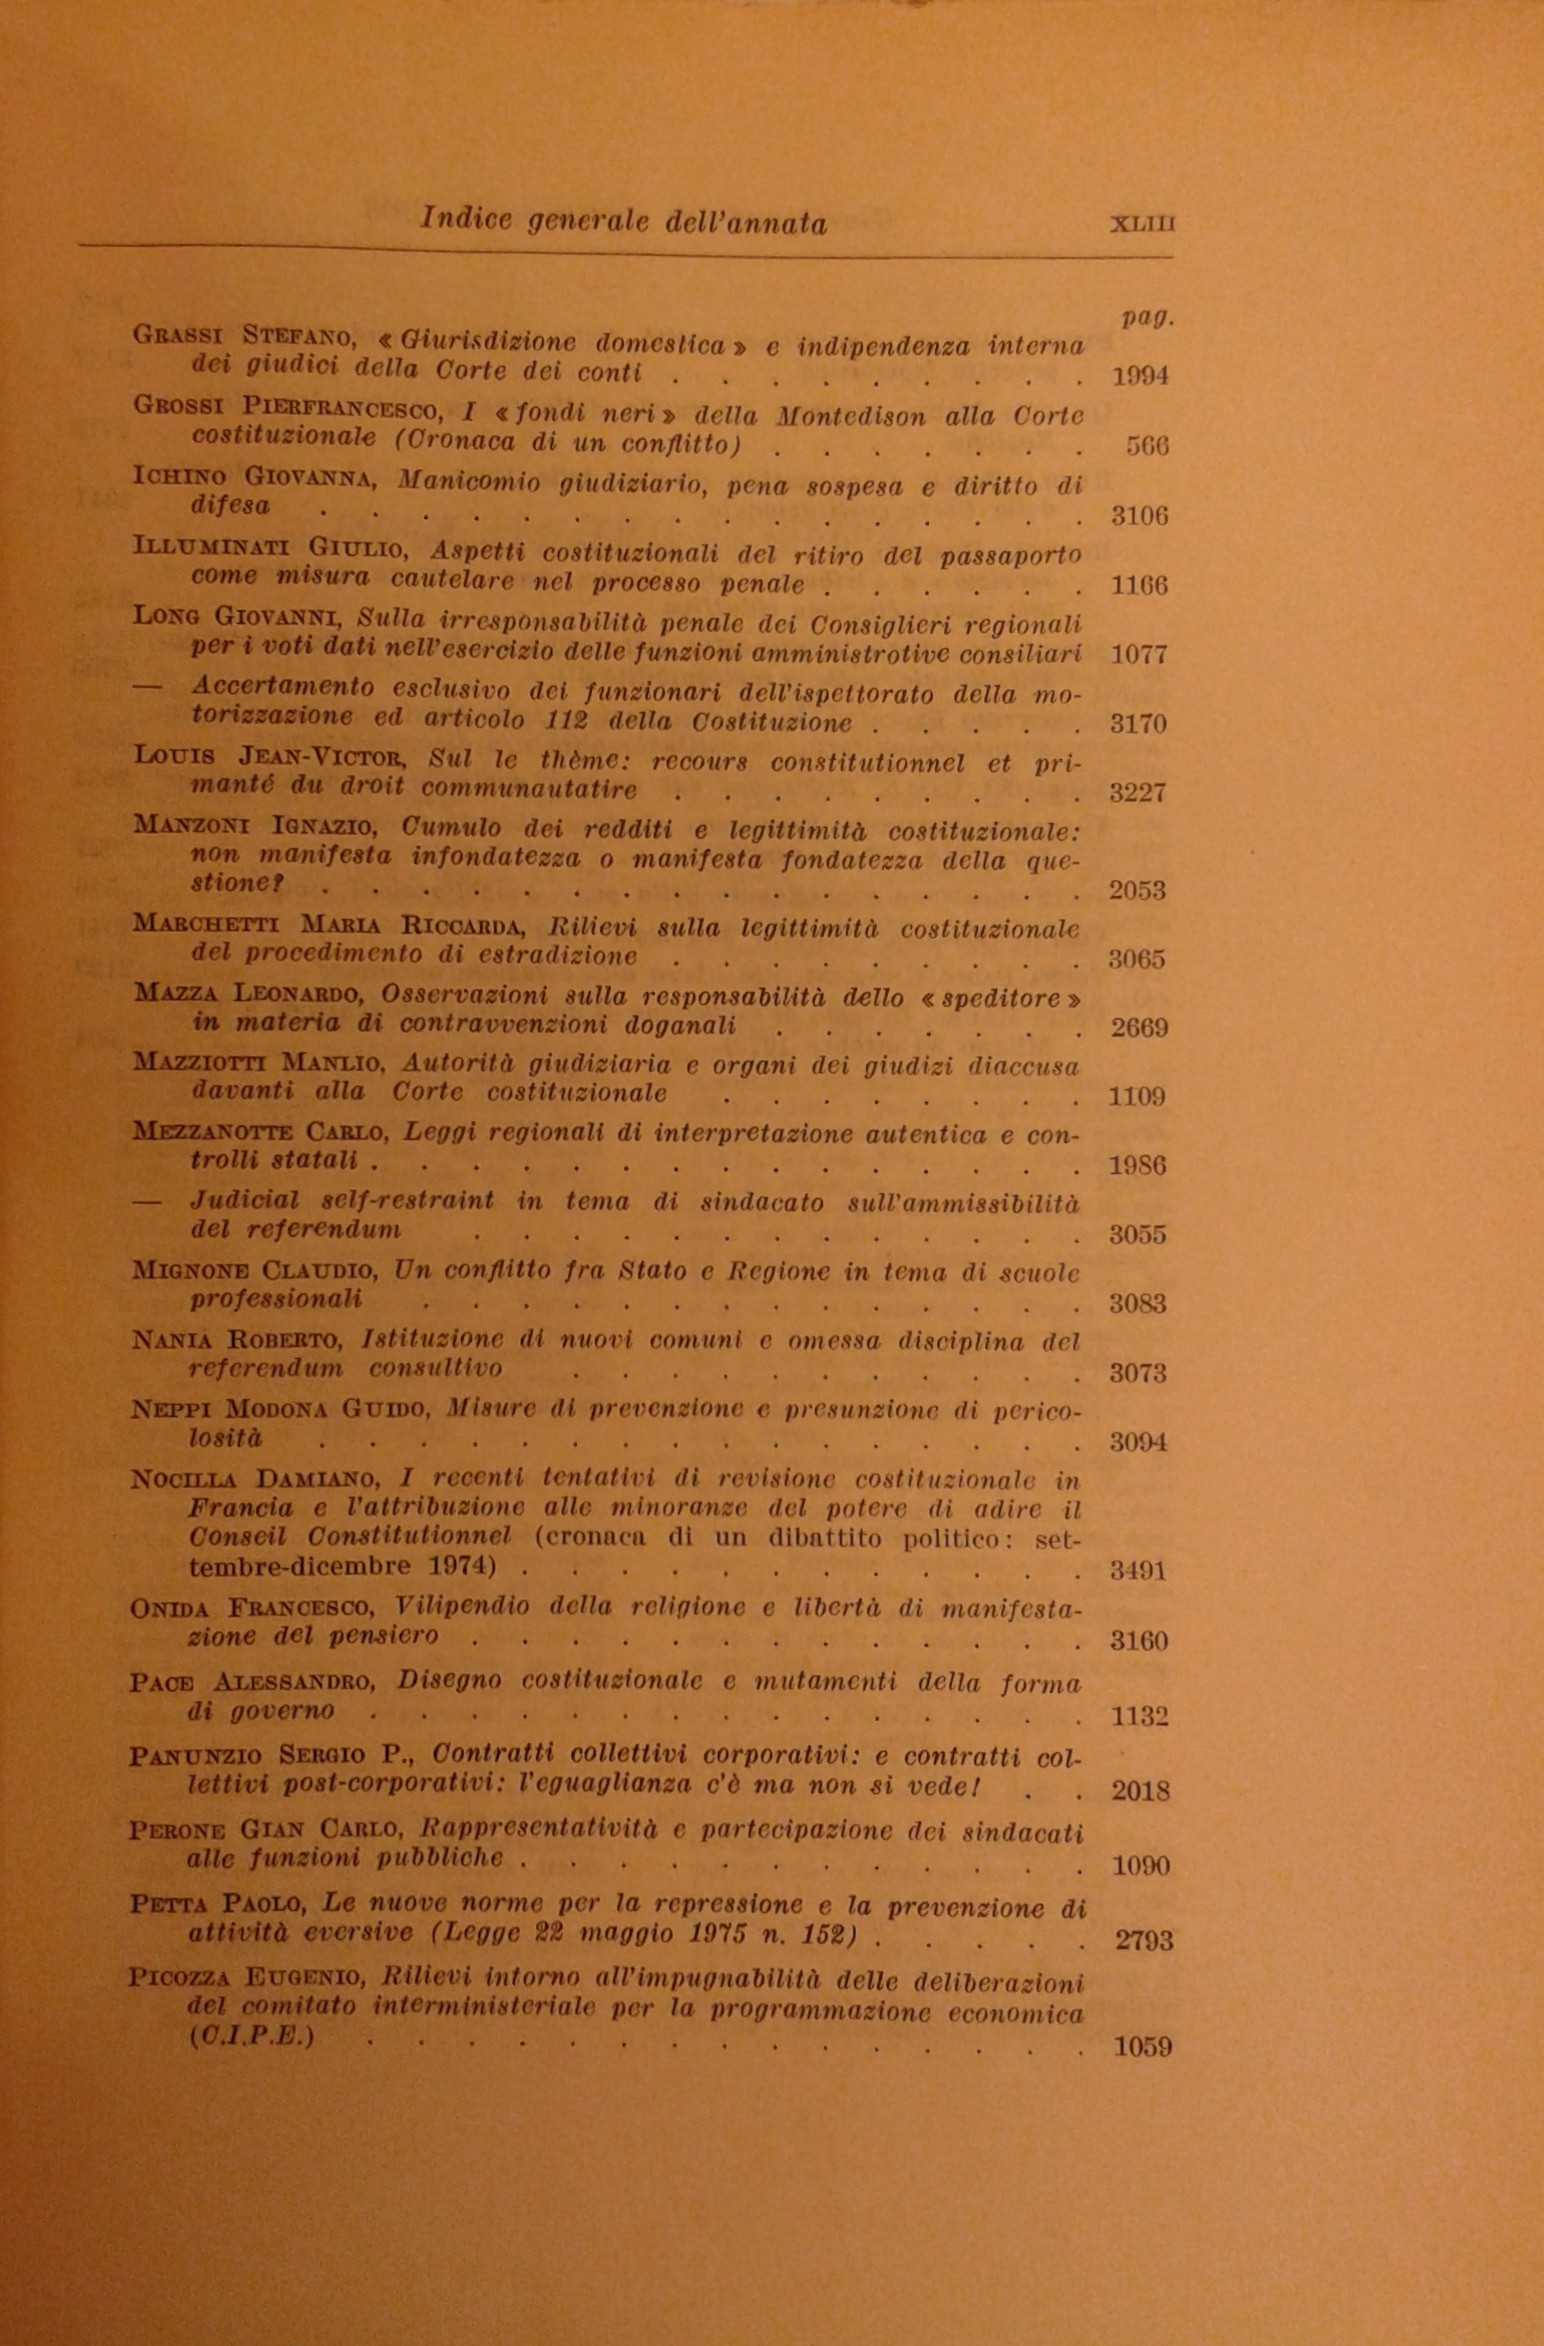 Indice generale dell'annata XLIII
pag.
GRASSI STEFANO, « Giurisdizione domestica » e indipendenza interna
dei giudici della Corte dei conti . . . . . . . . . 1994
GROSSI PIERFRANCESCO, I « fondi neri » della Montedison alla Corte
costituzionale (Cronaca di un conflitto) . . . . . . . 566
ICHINO GIOVANNA, Manicomio giudiziario, pena sospesa e diritto di
difesa . . . . . . . . . . . . . . . . 3106
ILLUMINATI GIULIO, Aspetti costituzionali del ritiro del passaporto
come misura cautelare nel processo penale . . . . . . 1166
LONG GIOVANNI, Sulla irresponsabilità penale dei Consiglieri regionali
per i voti dati nell'esercizio delle funzioni amministrotive consiliari 1077
— Accertamento esclusivo dei funzionari dell'ispettorato della mo-
torizzazione ed articolo 112 della Costituzione . . . . . 3170
LOUIS JEAN-VICTOR, Sul le thème: recours constitutionnel et pri-
manté du droit communautatire . . . . . . . . . 3227
MANZONI IGNAZIO, Cumulo dei redditi e legittimità costituzionale:
non manifesta infondatezza o manifesta fondatezza della que-
stione? . . . . . . . . . . . . . . . . 2053
MARCHETTI MARIA RICCARDA, Rilievi sulla legittimità costituzionale
del procedimento di estradizione . . . . . . . . . 3065
MAZZA LEONARDO, Osservazioni sulla responsabilità dello « speditore »
in materia di contravvenzioni doganali . . . . . . . 2669
MAZZIOTTI MANLIO, Autorità giudiziaria e organi dei giudizi diaccusa
davanti alla Corte costituzionale . . . . . . . . 1109
MEZZANOTTE CARLO, Leggi regionali di interpretazione autentica e con-
trolli statali . . . . . . . . . . . . . . . 1986
— Judicial self-restraint in tema di sindacato sull'ammissibilità
del referendum . . . . . . . . . . . . . 3055
MIGNONE CLAUDIO, Un conflitto fra Stato e Regione in tema di scuole
professionali . . . . . . . . . . . . . . 3083
NANIA ROBERTO, Istituzione di nuovi comuni e omessa disciplina del
referendum consultivo . . . . . . . . . . . 3073
NEPPI MODONA GUIDO, Misure di prevenzione e presunzione di perico-
losità . . . . . . . . . . . . . . . . 3094
NOCILLA DAMIANO, I recenti tentativi di revisione costituzionale in
Francia e l'attribuzione alle minoranze del potere di adire il
Conseil Constitutionnel (cronaca di un dibattito politico: set-
tembre-dicembre 1974) . . . . . . . . . . . . 3491
ONIDA FRANCESCO, Vilipendio della religione e libertà di manifesta-
zione del pensiero . . . . . . . . . . . . . 3160
PACE ALESSANDRO, Disegno costituzionale e mutamenti della forma
di governo . . . . . . . . . . . . . . . 1132
PANUNZIO SERGIO P., Contratti collettivi corporativi: e contratti col-
lettivi post-corporativi: l'eguaglianza c'è ma non si vede! . . 2018
PERONE GIAN CARLO, Rappresentatività e partecipazione dei sindacati
alle funzioni pubbliche . . . . . . . . . . . . 1090
PETTA PAOLO, Le nuove norme per la repressione e la prevenzione di
attività eversive (Legge 22 maggio 1975 n. 152) . . . . . 2793
PICOZZA EUGENIO, Rilievi intorno all'impugnabilità delle deliberazioni
del comitato interministeriale per la programmazione economica
(C.I.P.E.) . . . . . . . . . . . . . . . 1059